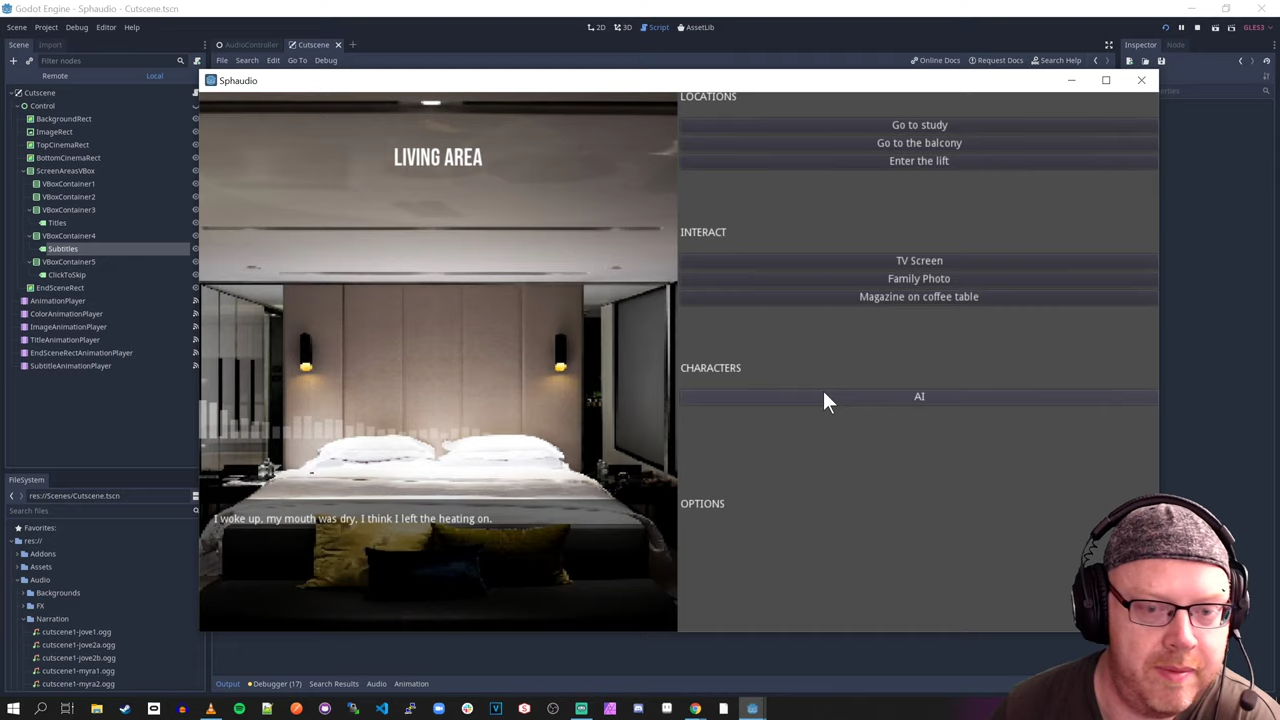 Godot Engine - Sphaudio - Cutscene.tscn
Scene Project Debug Editor Help
2D 3D Script AssetLib
GLES3
Scene Import
AudioController Cutscene
Inspector Node
Filter nodes
File Search Edit Go To Debug
Online Docs Request Docs Search Help
Remote Local
Sphaudio
Cutscene
Control
BackgroundRect
ImageRect
TopCinemaRect
BottomCinemaRect
ScreenAreasVBox
VBoxContainer1
VBoxContainer2
VBoxContainer3
Titles
VBoxContainer4
Subtitles
VBoxContainer5
ClickToSkip
EndSceneRect
AnimationPlayer
ColorAnimationPlayer
ImageAnimationPlayer
TitleAnimationPlayer
EndSceneRectAnimationPlayer
SubtitleAnimationPlayer
LIVING AREA
I woke up, my mouth was dry, I think I left the heating on.
LOCATIONS
Go to study
Go to the balcony
Enter the lift
INTERACT
TV Screen
Family Photo
Magazine on coffee table
CHARACTERS
AI
OPTIONS
FileSystem
res://Scenes/Cutscene.tscn
Search files
Favorites:
res://
Addons
Assets
Audio
Backgrounds
FX
Narration
cutscene1-jove1.ogg
cutscene1-jove2a.ogg
cutscene1-jove2b.ogg
cutscene1-myra1.ogg
cutscene1-myra2.ogg
Output Debugger (17) Search Results Audio Animation